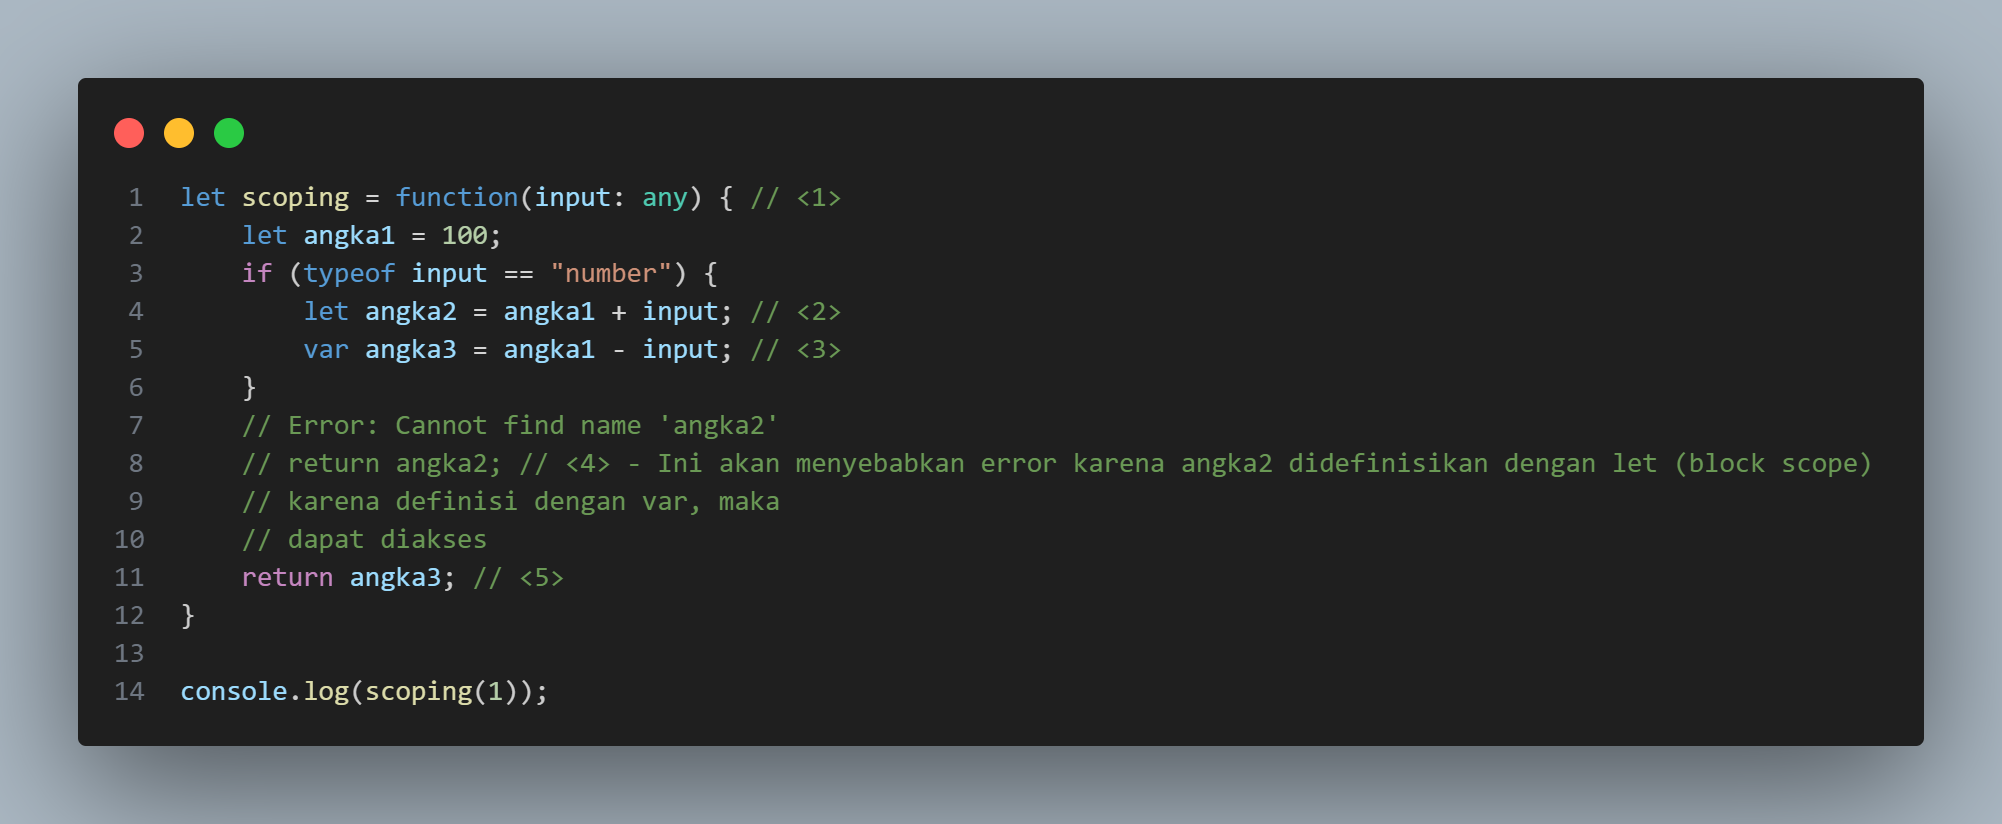 1 let scoping = function(input: any) { // <1>
2     let angka1 = 100;
3     if (typeof input == "number") {
4         let angka2 = angka1 + input; // <2>
5         var angka3 = angka1 - input; // <3>
6     }
7     // Error: Cannot find name 'angka2'
8     // return angka2; // <4> - Ini akan menyebabkan error karena angka2 didefinisikan dengan let (block scope)
9     // karena definisi dengan var, maka
10     // dapat diakses
11     return angka3; // <5>
12 }
13
14 console.log(scoping(1));